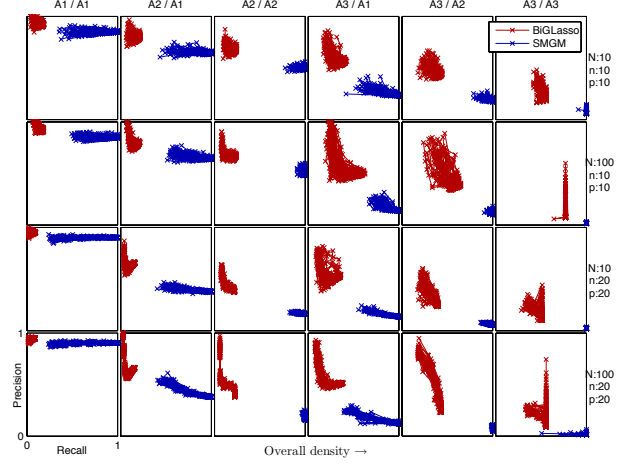 A1 / A1 A2 / A1 A2 / A2 A3 / A1 A3 / A2 A3 / A3
BiGLasso
SMGM
N:10
n:10
p:10
N:100
n:10
p:10
N:10
n:20
p:20
N:100
n:20
p:20
1
Precision
0
0 Recall 1 Overall density →